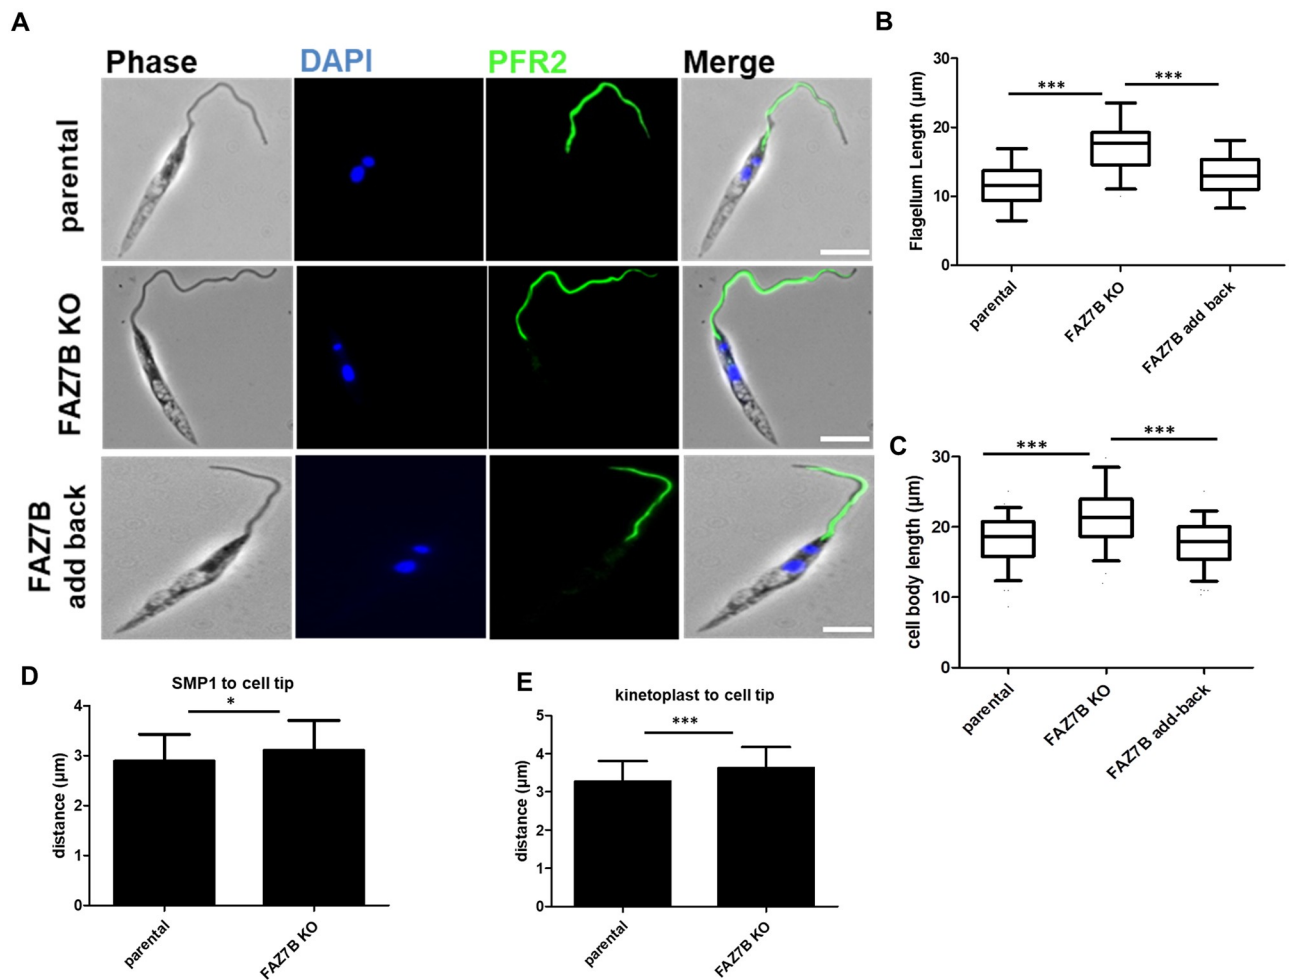 A
Phase
DAPI
PFR2
Merge
parental
FAZ7B KO
FAZ7B
add back
B
Flagellum Length (μm)
30
20
10
0
***
***
parental
FAZ7B KO
FAZ7B add back
C
cell body length (μm)
30
20
10
0
***
***
parental
FAZ7B KO
FAZ7B add-back
D
SMP1 to cell tip
*
distance (μm)
4
3
2
1
0
parental
FAZ7B KO
E
kinetoplast to cell tip
***
distance (μm)
5
4
3
2
1
0
parental
FAZ7B KO